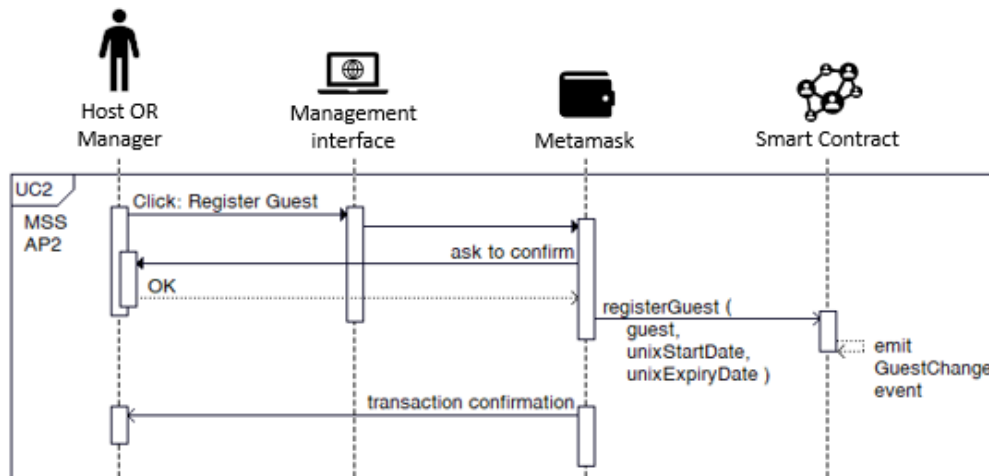 Host OR
Manager
Management
interface
Metamask
Smart Contract
UC2
MSS
AP2
Click: Register Guest
ask to confirm
OK
registerGuest (
guest,
unixStartDate,
unixExpiryDate )
emit
GuestChange
event
transaction confirmation